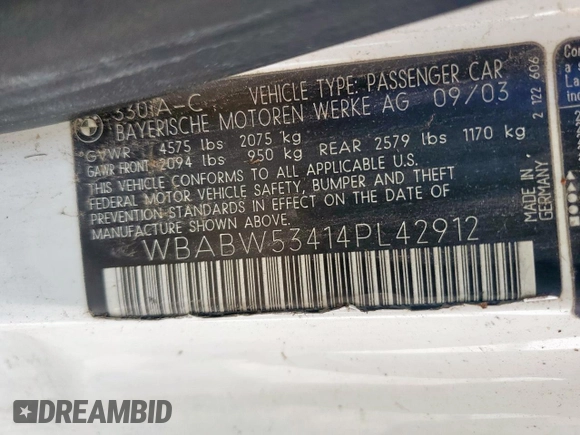 330iA-C VEHICLE TYPE: PASSENGER CAR
BAYERISCHE MOTOREN WERKE AG 09/03
GVWR 4575 lbs 2075 kg
GAWR FRONT 2094 lbs 950 kg REAR 2579 lbs 1170 kg
THIS VEHICLE CONFORMS TO ALL APPLICABLE U.S.
FEDERAL MOTOR VEHICLE SAFETY, BUMPER AND THEFT
PREVENTION STANDARDS IN EFFECT ON THE DATE OF
MANUFACTURE SHOWN ABOVE.
WBABW53414PL42912
MADE IN
GERMANY
2 122 606
Con
a s
La
DREAMBID